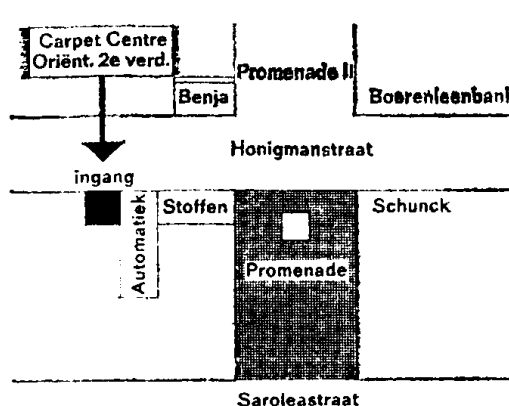 Carpet Centre
Oriënt. 2e verd.
Promenade II
Benja
Boerenleenbank
Honigmanstraat
ingang
Stoffen
Schunck
Automatiek
Promenade
Saroleastraat